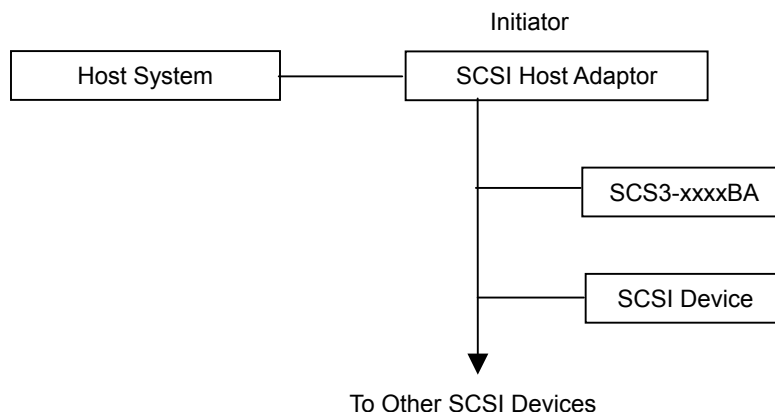 Initiator
Host System
SCSI Host Adaptor
SCS3-xxxxBA
SCSI Device
To Other SCSI Devices